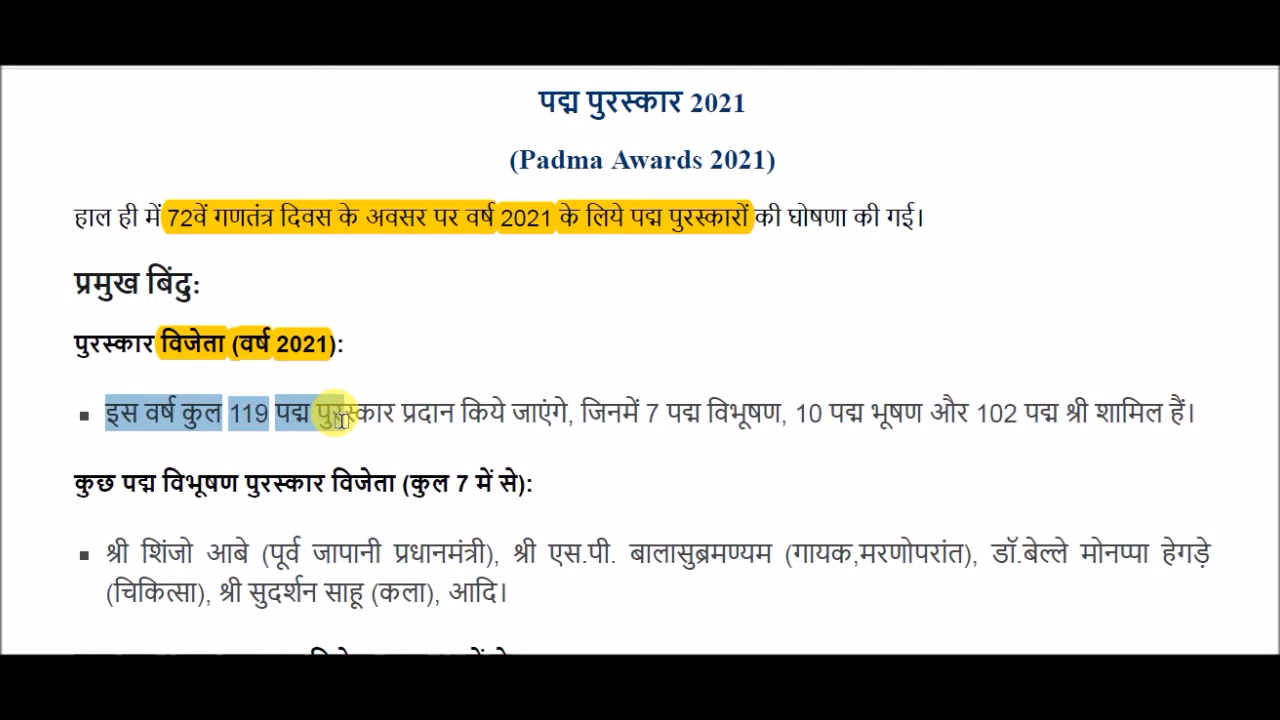 पद्म पुरस्कार 2021
(Padma Awards 2021)
हाल ही में 72वें गणतंत्र दिवस के अवसर पर वर्ष 2021 के लिये पद्म पुरस्कारों की घोषणा की गई।
प्रमुख बिंदु:
पुरस्कार विजेता (वर्ष 2021):
▪ इस वर्ष कुल 119 पद्म पुरस्कार प्रदान किये जाएंगे, जिनमें 7 पद्म विभूषण, 10 पद्म भूषण और 102 पद्म श्री शामिल हैं।
कुछ पद्म विभूषण पुरस्कार विजेता (कुल 7 में से):
▪ श्री शिंजो आबे (पूर्व जापानी प्रधानमंत्री), श्री एस.पी. बालासुब्रमण्यम (गायक,मरणोपरांत), डॉ.बेल्ले मोनप्पा हेगड़े
(चिकित्सा), श्री सुदर्शन साहू (कला), आदि।